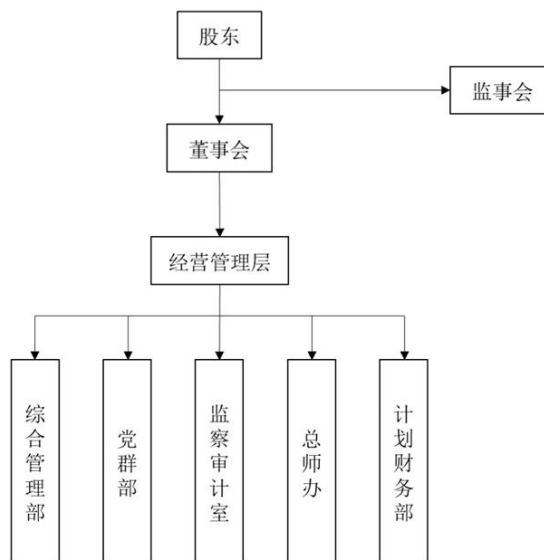 股东
监事会
董事会
经营管理层
综合管理部
党群部
监察审计室
总师办
计划财务部